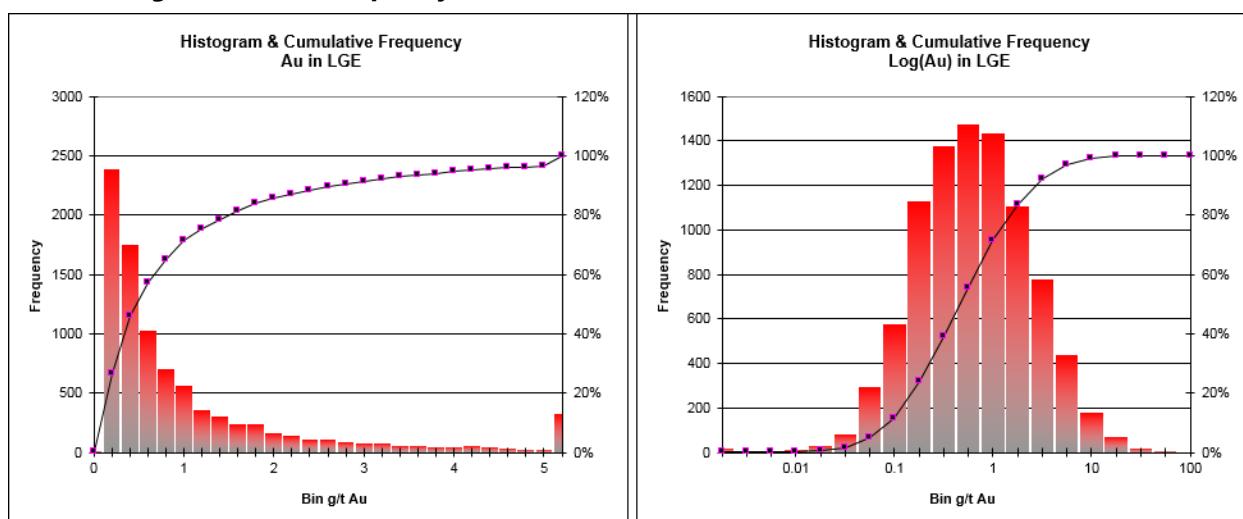 Histogram & Cumulative Frequency
Au in LGE
3000 120%
2500 100%
2000 80%
1500 60%
1000 40%
500 20%
0 0%
Frequency
0 1 2 3 4 5
Bin g/t Au
Histogram & Cumulative Frequency
Log(Au) in LGE
1600 120%
1400
1200 100%
1000 80%
800 60%
600
400 40%
200 20%
0 0%
Frequency
0.01 0.1 1 10 100
Bin g/t Au